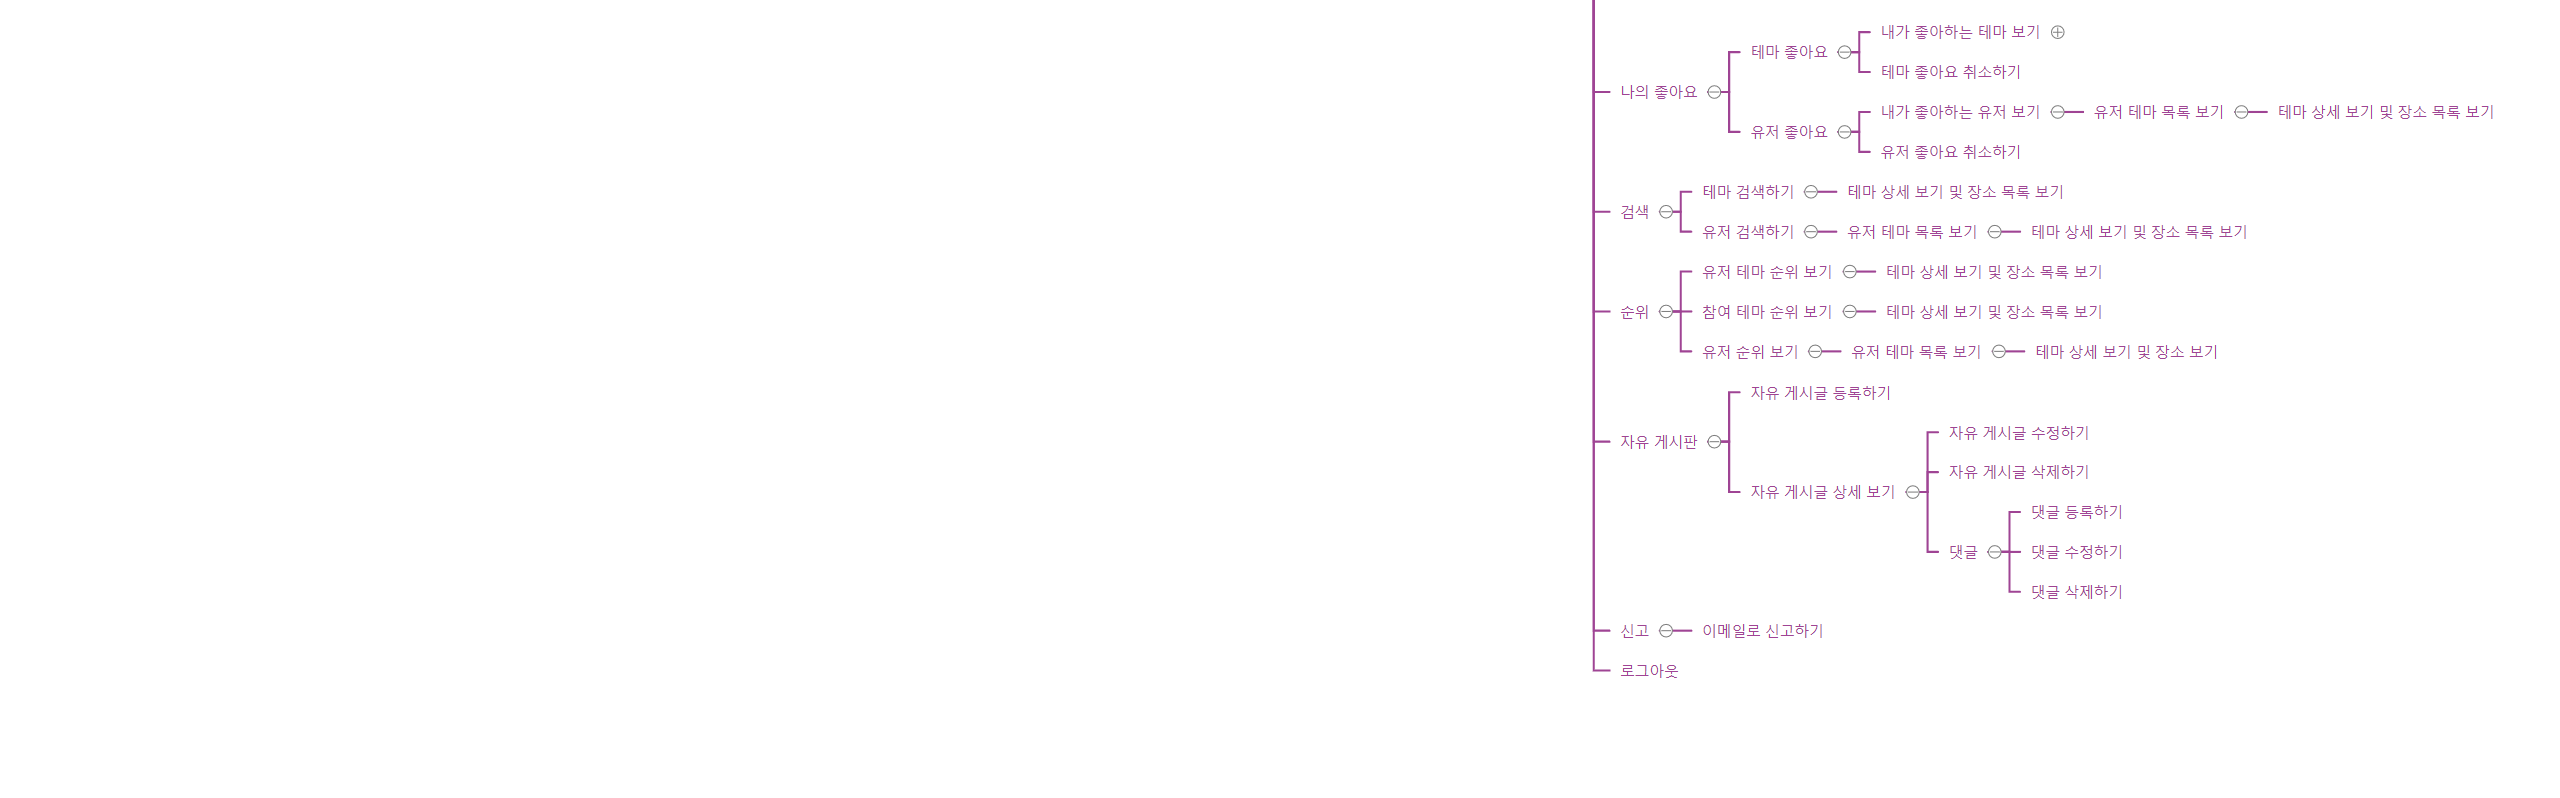 내가 좋아하는 테마 보기
테마 좋아요
테마 좋아요 취소하기
나의 좋아요
내가 좋아하는 유저 보기 유저 테마 목록 보기 테마 상세 보기 및 장소 목록 보기
유저 좋아요
유저 좋아요 취소하기
테마 검색하기 테마 상세 보기 및 장소 목록 보기
검색
유저 검색하기 유저 테마 목록 보기 테마 상세 보기 및 장소 목록 보기
유저 테마 순위 보기 테마 상세 보기 및 장소 목록 보기
순위 참여 테마 순위 보기 테마 상세 보기 및 장소 목록 보기
유저 순위 보기 유저 테마 목록 보기 테마 상세 보기 및 장소 보기
자유 게시글 등록하기
자유 게시글 수정하기
자유 게시판
자유 게시글 삭제하기
자유 게시글 상세 보기
댓글 등록하기
댓글 댓글 수정하기
댓글 삭제하기
신고 이메일로 신고하기
로그아웃